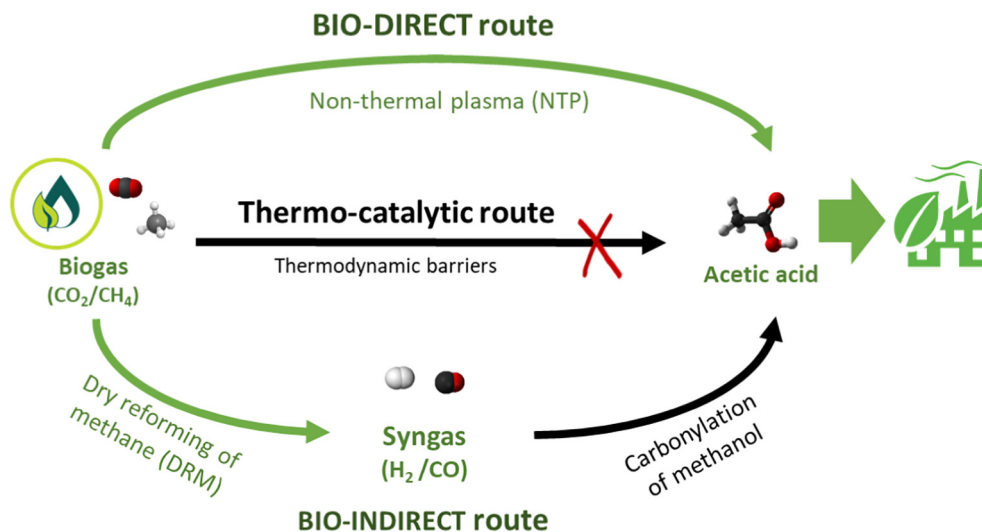 BIO-DIRECT route
Non-thermal plasma (NTP)
Thermo-catalytic route
Thermodynamic barriers
Biogas
(CO₂/CH₄)
Acetic acid
Dry reforming of
methane (DRM)
Syngas
(H₂/CO)
Carbonylation
of methanol
BIO-INDIRECT route